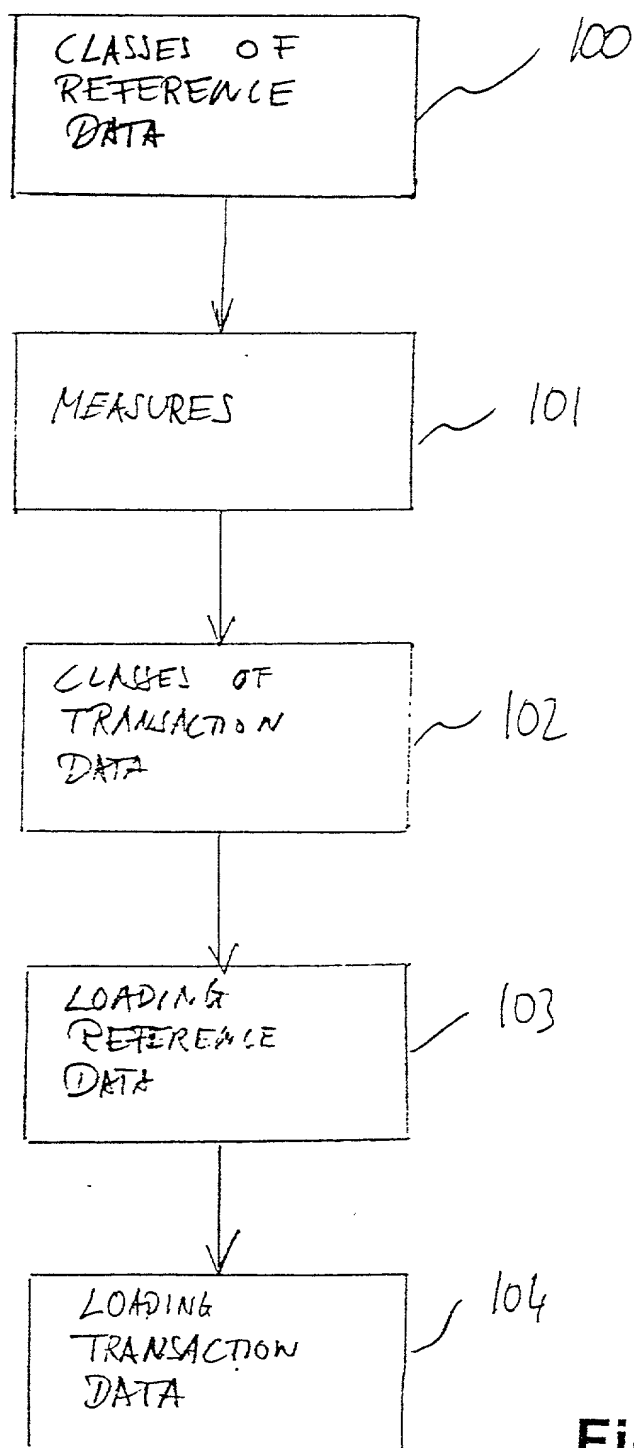 CLASSES OF
REFERENCE
DATA
100
MEASURES
101
CLASSES OF
TRANSACTION
DATA
102
LOADING
REFERENCE
DATA
103
LOADING
TRANSACTION
DATA
104